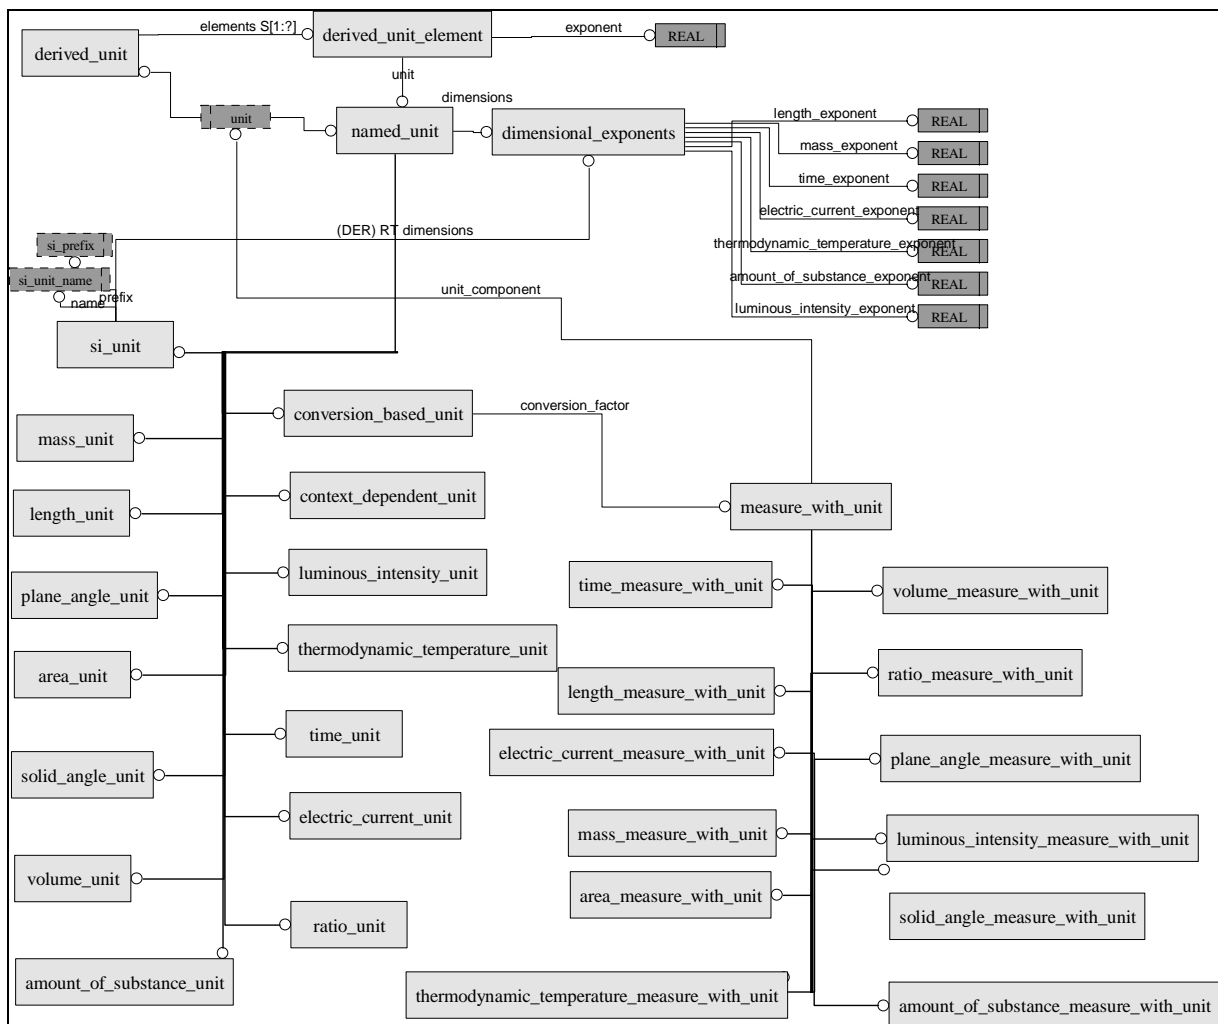 elements S[1:?]
derived_unit_element
exponent
REAL
derived_unit
unit
dimensions
unit
named_unit
dimensional_exponents
length_exponent
REAL
mass_exponent
REAL
time_exponent
REAL
electric_current_exponent
REAL
thermodynamic_temperature_exponent
REAL
amount_of_substance_exponent
REAL
luminous_intensity_exponent
REAL
(DER) RT dimensions
si_prefix
si_unit_name
prefix
name
unit_component
si_unit
conversion_based_unit
conversion_factor
mass_unit
context_dependent_unit
length_unit
measure_with_unit
luminous_intensity_unit
time_measure_with_unit
volume_measure_with_unit
plane_angle_unit
thermodynamic_temperature_unit
area_unit
length_measure_with_unit
ratio_measure_with_unit
time_unit
electric_current_measure_with_unit
plane_angle_measure_with_unit
solid_angle_unit
electric_current_unit
mass_measure_with_unit
luminous_intensity_measure_with_unit
volume_unit
area_measure_with_unit
solid_angle_measure_with_unit
ratio_unit
amount_of_substance_unit
thermodynamic_temperature_measure_with_unit
amount_of_substance_measure_with_unit